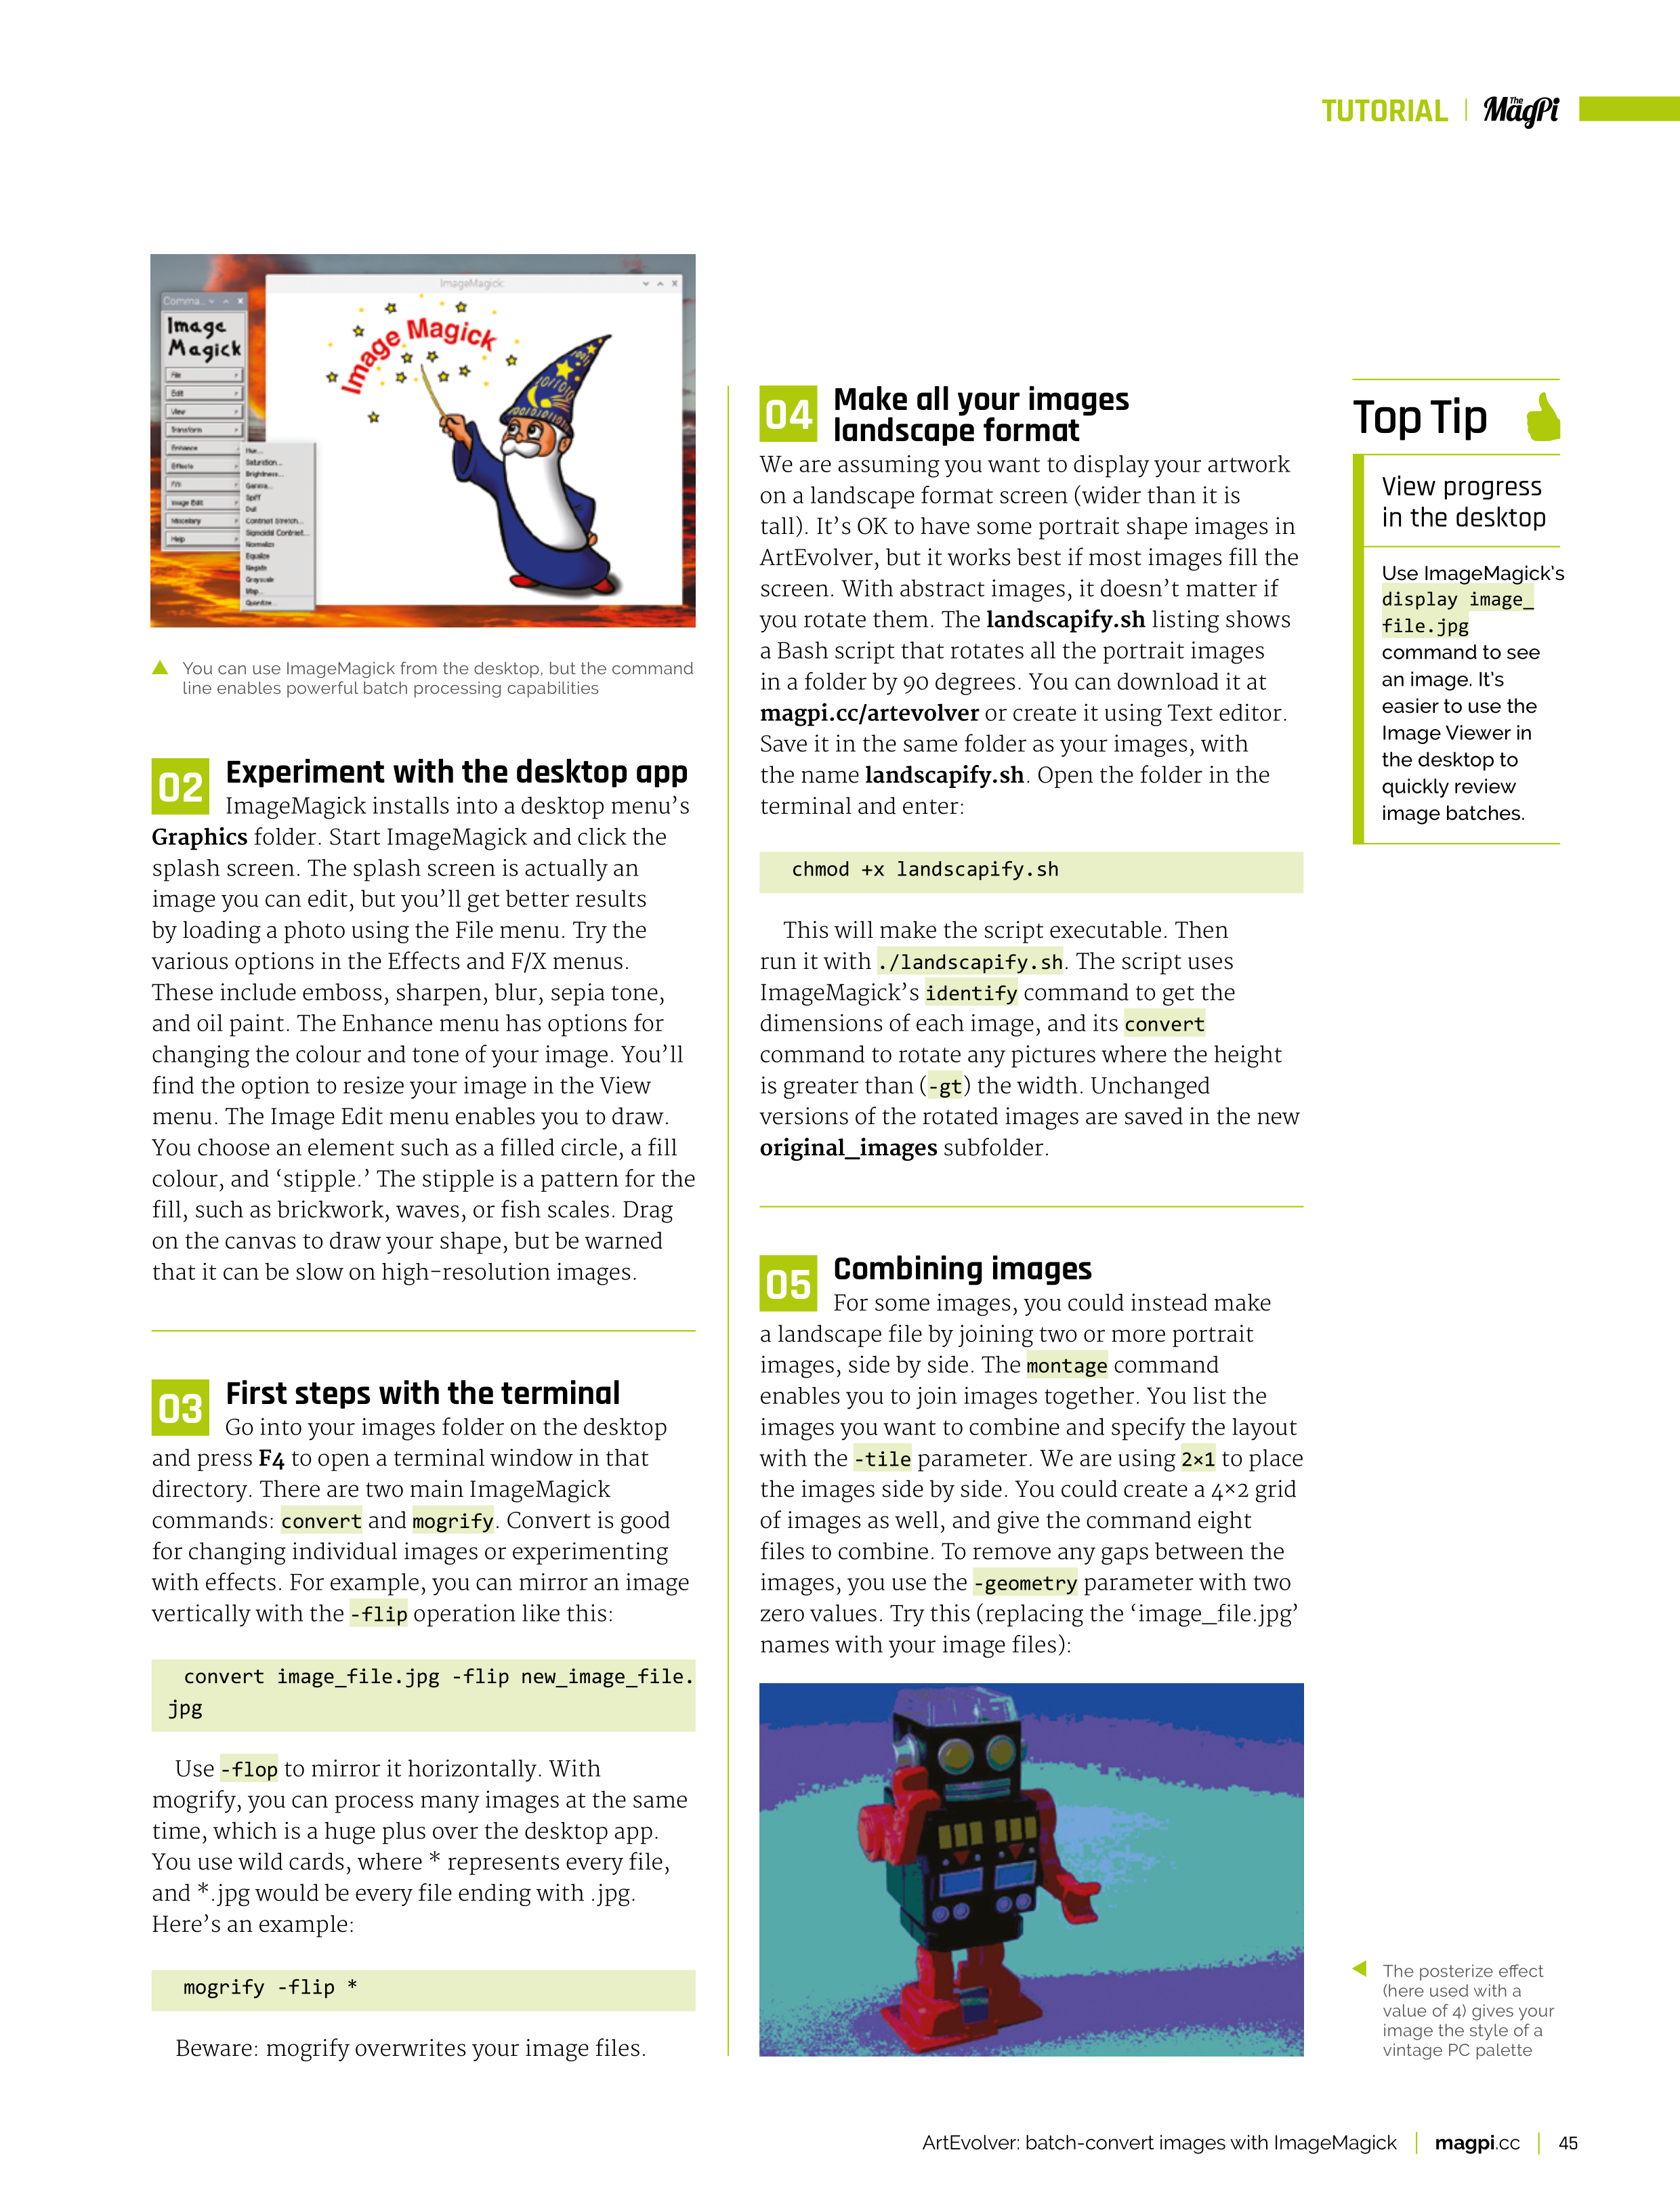 TUTORIAL
The MagPi
ImageMagick:
Comma...
Image
Magick
File
Edit
View
Transform
Enhance
Effects
F/X
Image Edit
Miscellany
Help
Hue...
Saturation...
Brightness...
Gamma...
Spiff
Dull
Contrast Stretch...
Sigmoidal Contrast...
Normalize
Equalize
Negate
Grayscale
Map...
Quantize...
Image Magick
You can use ImageMagick from the desktop, but the command
line enables powerful batch processing capabilities
02 Experiment with the desktop app
ImageMagick installs into a desktop menu’s
Graphics folder. Start ImageMagick and click the
splash screen. The splash screen is actually an
image you can edit, but you’ll get better results
by loading a photo using the File menu. Try the
various options in the Effects and F/X menus.
These include emboss, sharpen, blur, sepia tone,
and oil paint. The Enhance menu has options for
changing the colour and tone of your image. You’ll
find the option to resize your image in the View
menu. The Image Edit menu enables you to draw.
You choose an element such as a filled circle, a fill
colour, and ‘stipple.’ The stipple is a pattern for the
fill, such as brickwork, waves, or fish scales. Drag
on the canvas to draw your shape, but be warned
that it can be slow on high-resolution images.
03 First steps with the terminal
Go into your images folder on the desktop
and press F4 to open a terminal window in that
directory. There are two main ImageMagick
commands: convert and mogrify. Convert is good
for changing individual images or experimenting
with effects. For example, you can mirror an image
vertically with the -flip operation like this:
convert image_file.jpg -flip new_image_file.
jpg
Use -flop to mirror it horizontally. With
mogrify, you can process many images at the same
time, which is a huge plus over the desktop app.
You use wild cards, where * represents every file,
and *.jpg would be every file ending with .jpg.
Here’s an example:
mogrify -flip *
Beware: mogrify overwrites your image files.
04 Make all your images
landscape format
We are assuming you want to display your artwork
on a landscape format screen (wider than it is
tall). It’s OK to have some portrait shape images in
ArtEvolver, but it works best if most images fill the
screen. With abstract images, it doesn’t matter if
you rotate them. The landscapify.sh listing shows
a Bash script that rotates all the portrait images
in a folder by 90 degrees. You can download it at
magpi.cc/artevolver or create it using Text editor.
Save it in the same folder as your images, with
the name landscapify.sh. Open the folder in the
terminal and enter:
chmod +x landscapify.sh
This will make the script executable. Then
run it with ./landscapify.sh. The script uses
ImageMagick’s identify command to get the
dimensions of each image, and its convert
command to rotate any pictures where the height
is greater than (-gt) the width. Unchanged
versions of the rotated images are saved in the new
original_images subfolder.
05 Combining images
For some images, you could instead make
a landscape file by joining two or more portrait
images, side by side. The montage command
enables you to join images together. You list the
images you want to combine and specify the layout
with the -tile parameter. We are using 2×1 to place
the images side by side. You could create a 4×2 grid
of images as well, and give the command eight
files to combine. To remove any gaps between the
images, you use the -geometry parameter with two
zero values. Try this (replacing the ‘image_file.jpg’
names with your image files):
Top Tip
View progress
in the desktop
Use ImageMagick’s
display image_
file.jpg
command to see
an image. It’s
easier to use the
Image Viewer in
the desktop to
quickly review
image batches.
The posterize effect
(here used with a
value of 4) gives your
image the style of a
vintage PC palette
ArtEvolver: batch-convert images with ImageMagick
magpi.cc
45